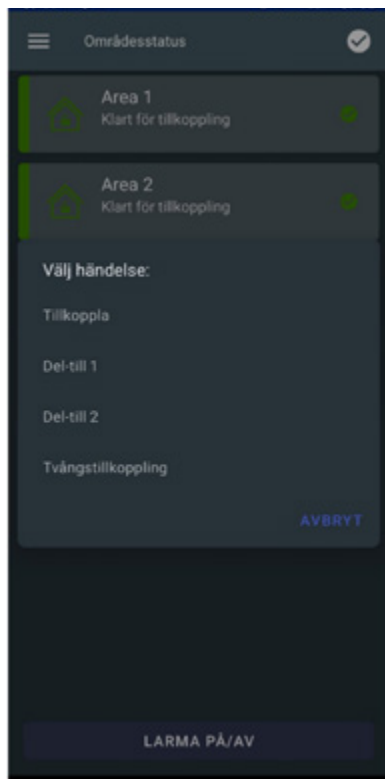 Områdesstatus
Area 1
Klart för tillkoppling
Area 2
Klart för tillkoppling
Välj händelse:
Tillkoppla
Del-till 1
Del-till 2
Tvångstillkoppling
AVBRYT
LARMA PÅ/AV